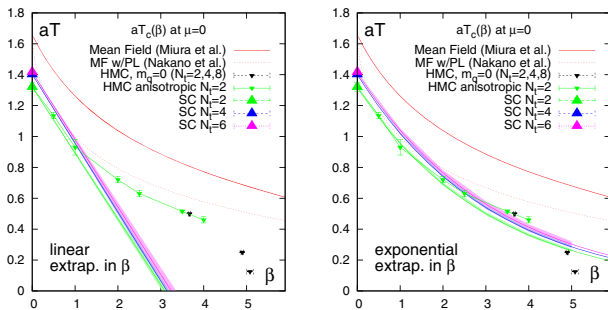 aT
aT_c(β) at μ=0
Mean Field (Miura et al.)
MF w/PL (Nakano et al.)
HMC, m_q=0 (N_t=2,4,8)
HMC anisotropic N_t=2
SC N_t=2
SC N_t=4
SC N_t=6
1.8
1.6
1.4
1.2
1
0.8
0.6
0.4
0.2
0
linear
extrap. in β
β
0 1 2 3 4 5
aT
aT_c(β) at μ=0
Mean Field (Miura et al.)
MF w/PL (Nakano et al.)
HMC, m_q=0 (N_t=2,4,8)
HMC anisotropic N_t=2
SC N_t=2
SC N_t=4
SC N_t=6
1.8
1.6
1.4
1.2
1
0.8
0.6
0.4
0.2
0
exponential
extrap. in β
β
0 1 2 3 4 5